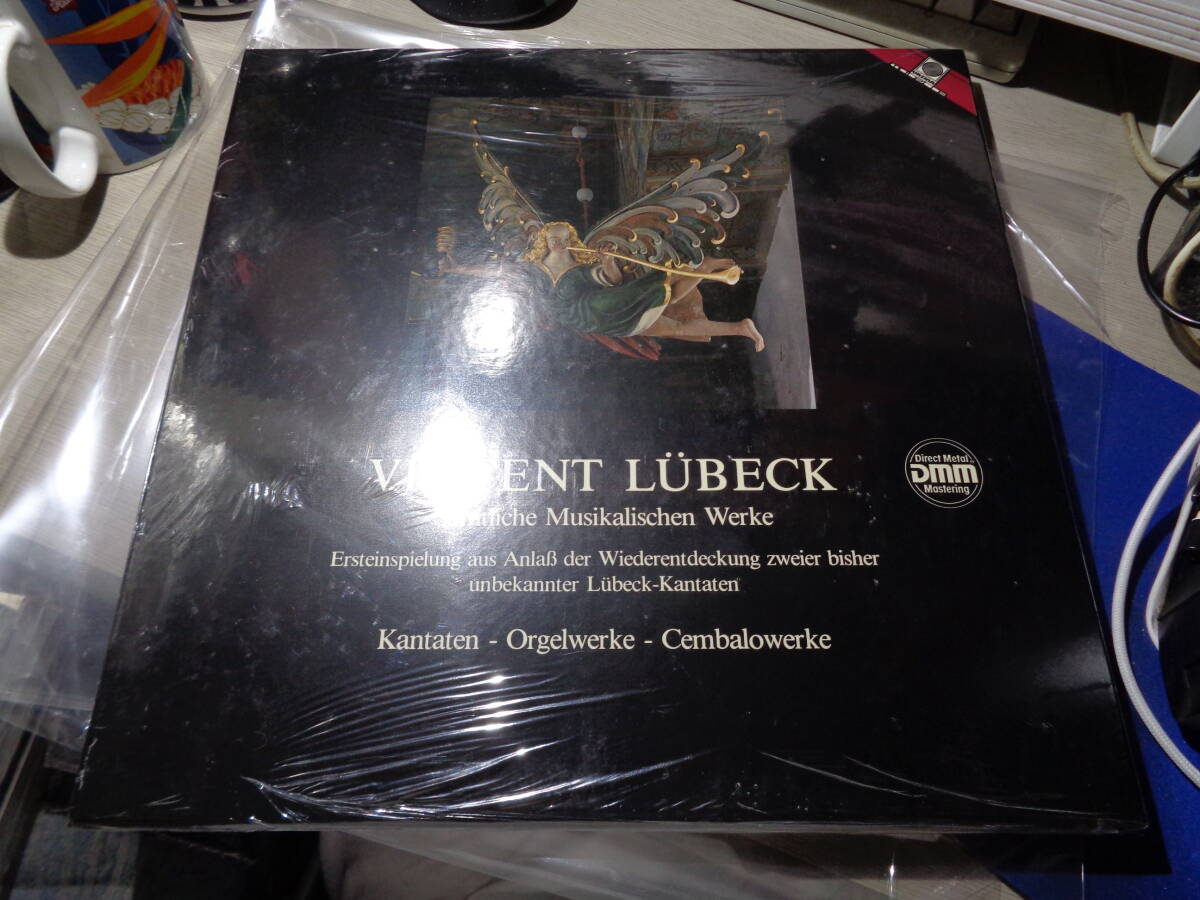 LÜBECK
Musikalischen Werke
Ersteinspielung aus Anlaß der Wiederentdeckung zweier bisher
unbekannter Lübeck-Kantaten
Kantaten - Orgelwerke - Cembalowerke
Direct Metal
DMM
Mastering